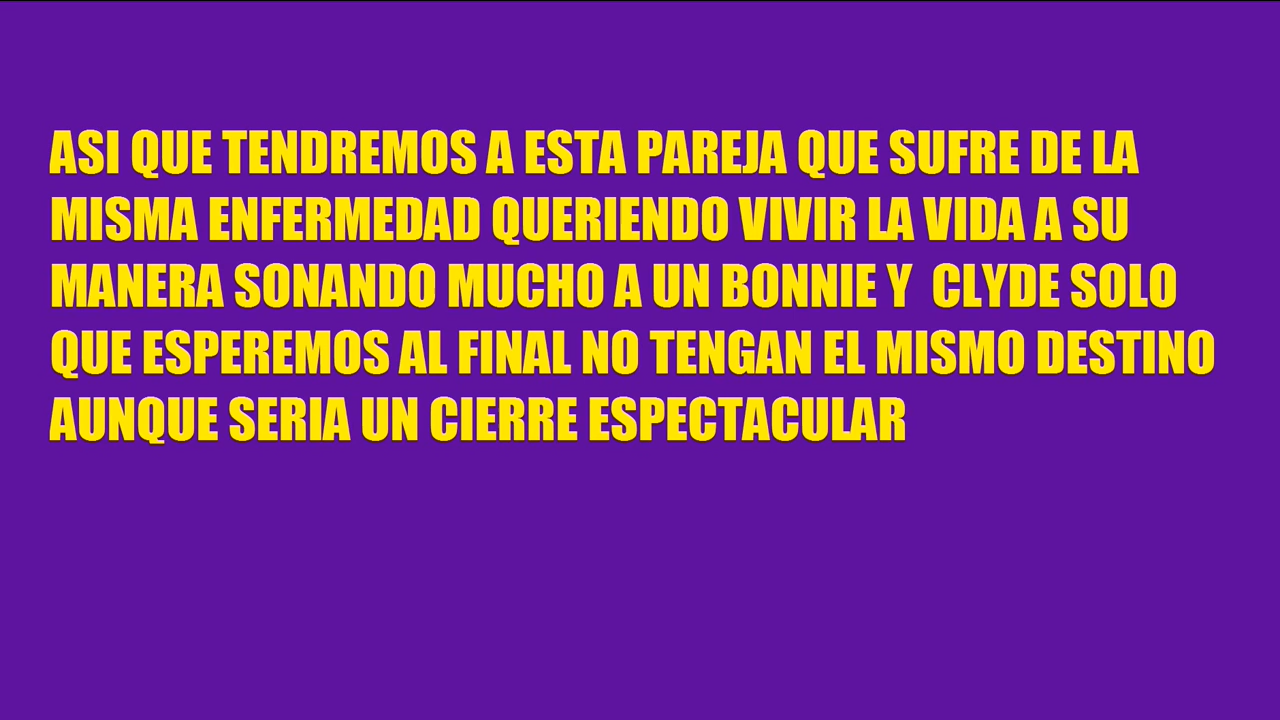 ASI QUE TENDREMOS A ESTA PAREJA QUE SUFRE DE LA
MISMA ENFERMEDAD QUERIENDO VIVIR LA VIDA A SU
MANERA SONANDO MUCHO A UN BONNIE Y  CLYDE SOLO
QUE ESPEREMOS AL FINAL NO TENGAN EL MISMO DESTINO
AUNQUE SERIA UN CIERRE ESPECTACULAR